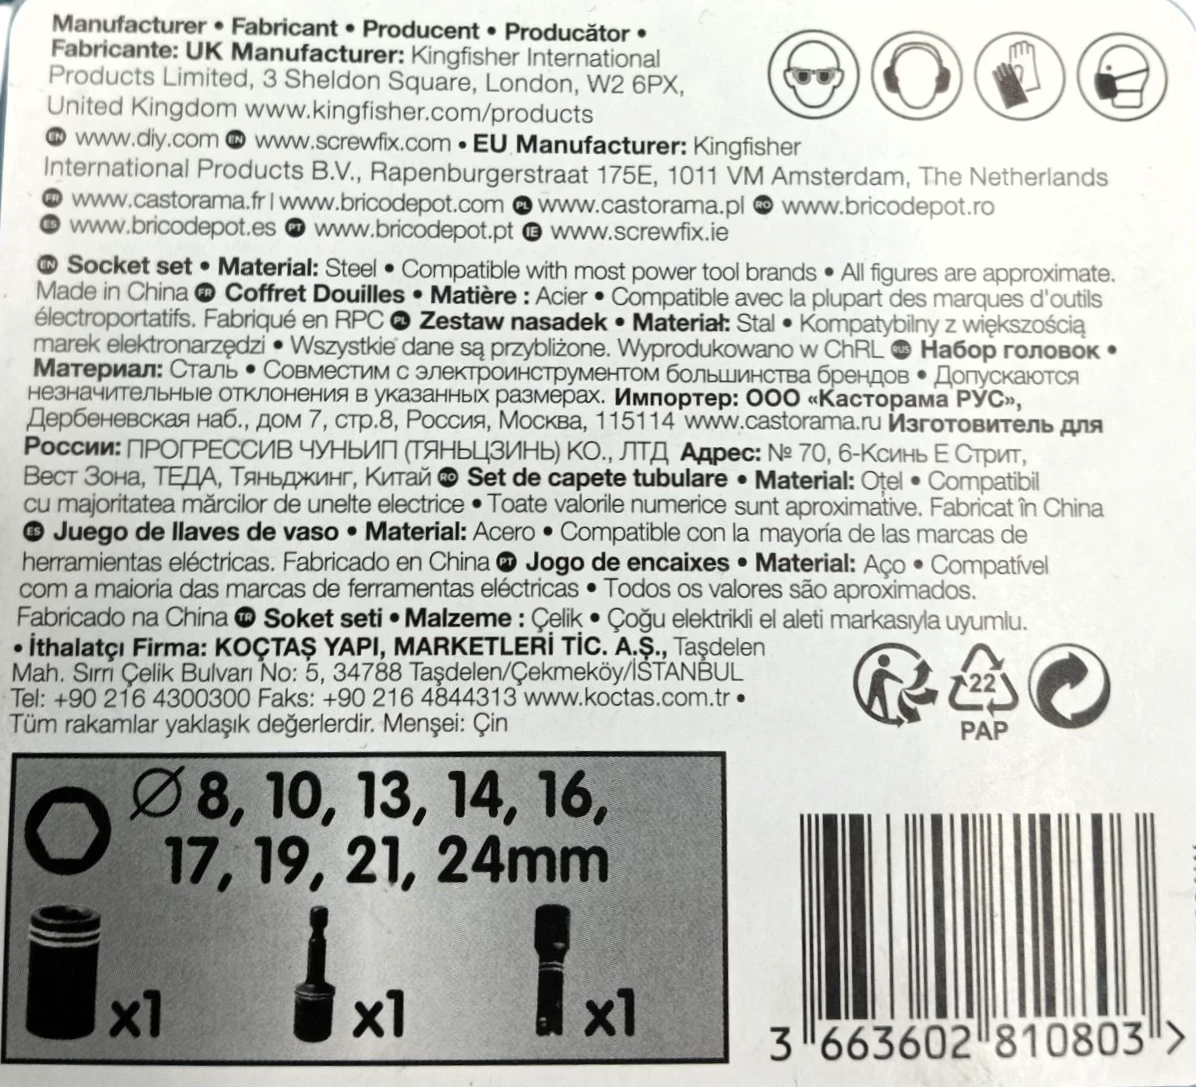 Manufacturer • Fabricant • Producent • Producător •
Fabricante: UK Manufacturer: Kingfisher International
Products Limited, 3 Sheldon Square, London, W2 6PX,
United Kingdom www.kingfisher.com/products
EN www.diy.com EN www.screwfix.com • EU Manufacturer: Kingfisher
International Products B.V., Rapenburgerstraat 175E, 1011 VM Amsterdam, The Netherlands
FR www.castorama.fr | www.bricodepot.com PL www.castorama.pl RO www.bricodepot.ro
ES www.bricodepot.es PT www.bricodepot.pt IE www.screwfix.ie
EN Socket set • Material: Steel • Compatible with most power tool brands • All figures are approximate.
Made in China FR Coffret Douilles • Matière : Acier • Compatible avec la plupart des marques d'outils
électroportatifs. Fabriqué en RPC PL Zestaw nasadek • Materiał: Stal • Kompatybilny z większością
marek elektronarzędzi • Wszystkie dane są przybliżone. Wyprodukowano w ChRL RUS Набор головок •
Материал: Сталь • Совместим с электроинструментом большинства брендов • Допускаются
незначительные отклонения в указанных размерах. Импортер: ООО «Касторама РУС»,
Дербеневская наб., дом 7, стр.8, Россия, Москва, 115114 www.castorama.ru Изготовитель для
России: ПРОГРЕССИВ ЧУНЬИП (ТЯНЬЦЗИНЬ) КО., ЛТД Адрес: № 70, 6-Ксинь Е Стрит,
Вест Зона, ТЕДА, Тяньджинг, Китай RO Set de capete tubulare • Material: Oțel • Compatibil
cu majoritatea mărcilor de unelte electrice • Toate valorile numerice sunt aproximative. Fabricat în China
ES Juego de llaves de vaso • Material: Acero • Compatible con la mayoría de las marcas de
herramientas eléctricas. Fabricado en China PT Jogo de encaixes • Material: Aço • Compatível
com a maioria das marcas de ferramentas eléctricas • Todos os valores são aproximados.
Fabricado na China TR Soket seti • Malzeme : Çelik • Çoğu elektrikli el aleti markasıyla uyumlu.
• İthalatçı Firma: KOÇTAŞ YAPI, MARKETLERİ TİC. A.Ş., Taşdelen
Mah. Sırrı Çelik Bulvarı No: 5, 34788 Taşdelen/Çekmeköy/İSTANBUL
Tel: +90 216 4300300 Faks: +90 216 4844313 www.koctas.com.tr •
Tüm rakamlar yaklaşık değerlerdir. Menşei: Çin
22
PAP
Ø 8, 10, 13, 14, 16,
17, 19, 21, 24mm
x1 x1 x1
3 663602 810803 >